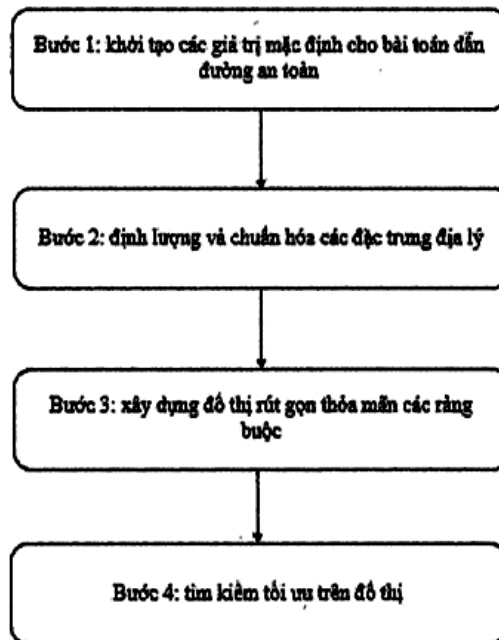 Bước 1: khởi tạo các giá trị mặc định cho bài toán dẫn
đường an toàn
Bước 2: định lượng và chuẩn hóa các đặc trưng địa lý
Bước 3: xây dựng đồ thị rút gọn thỏa mãn các ràng
buộc
Bước 4: tìm kiếm tối ưu trên đồ thị